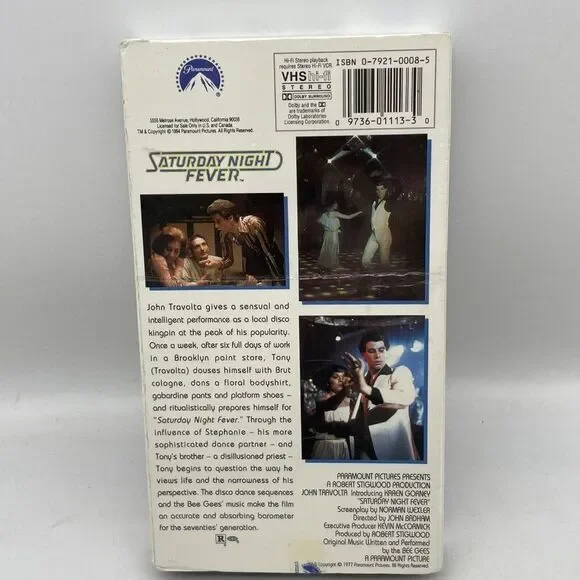 Paramount
5555 Melrose Avenue, Hollywood, California 90038
Licensed for Sale Only in U.S. and Canada.
TM & Copyright © 1994 Paramount Pictures. All Rights Reserved.
Hi-Fi Stereo playback
requires Stereo Hi-Fi VCR
VHS hi-fi
STEREO
DOLBY SURROUND
Dolby and the
are trademarks of
Dolby Laboratories
Licensing Corporation.
ISBN 0-7921-0008-5
0 9736-01113-3 0
SATURDAY NIGHT
FEVER
John Travolta gives a sensual and
intelligent performance as a local disco
kingpin at the peak of his popularity.
Once a week, after six full days of work
in a Brooklyn paint store, Tony
(Travolta) douses himself with Brut
cologne, dons a floral bodyshirt,
gabardine pants and platform shoes –
and ritualistically prepares himself for
"Saturday Night Fever." Through the
influence of Stephanie – his more
sophisticated dance partner – and
Tony's brother – a disillusioned priest –
Tony begins to question the way he
views life and the narrowness of his
perspective. The disco dance sequences
and the Bee Gees' music make the film
an accurate and absorbing barometer
for the seventies' generation.
R
PARAMOUNT PICTURES PRESENTS
A ROBERT STIGWOOD PRODUCTION
JOHN TRAVOLTA Introducing KAREN GORNEY
"SATURDAY NIGHT FEVER"
Screenplay by NORMAN WEXLER
Directed by JOHN BADHAM
Executive Producer KEVIN McCORMICK
Produced by ROBERT STIGWOOD
Original Music Written and Performed
by the BEE GEES
A PARAMOUNT PICTURE
Copyright © 1977 Paramount Pictures. All Rights Reserved.